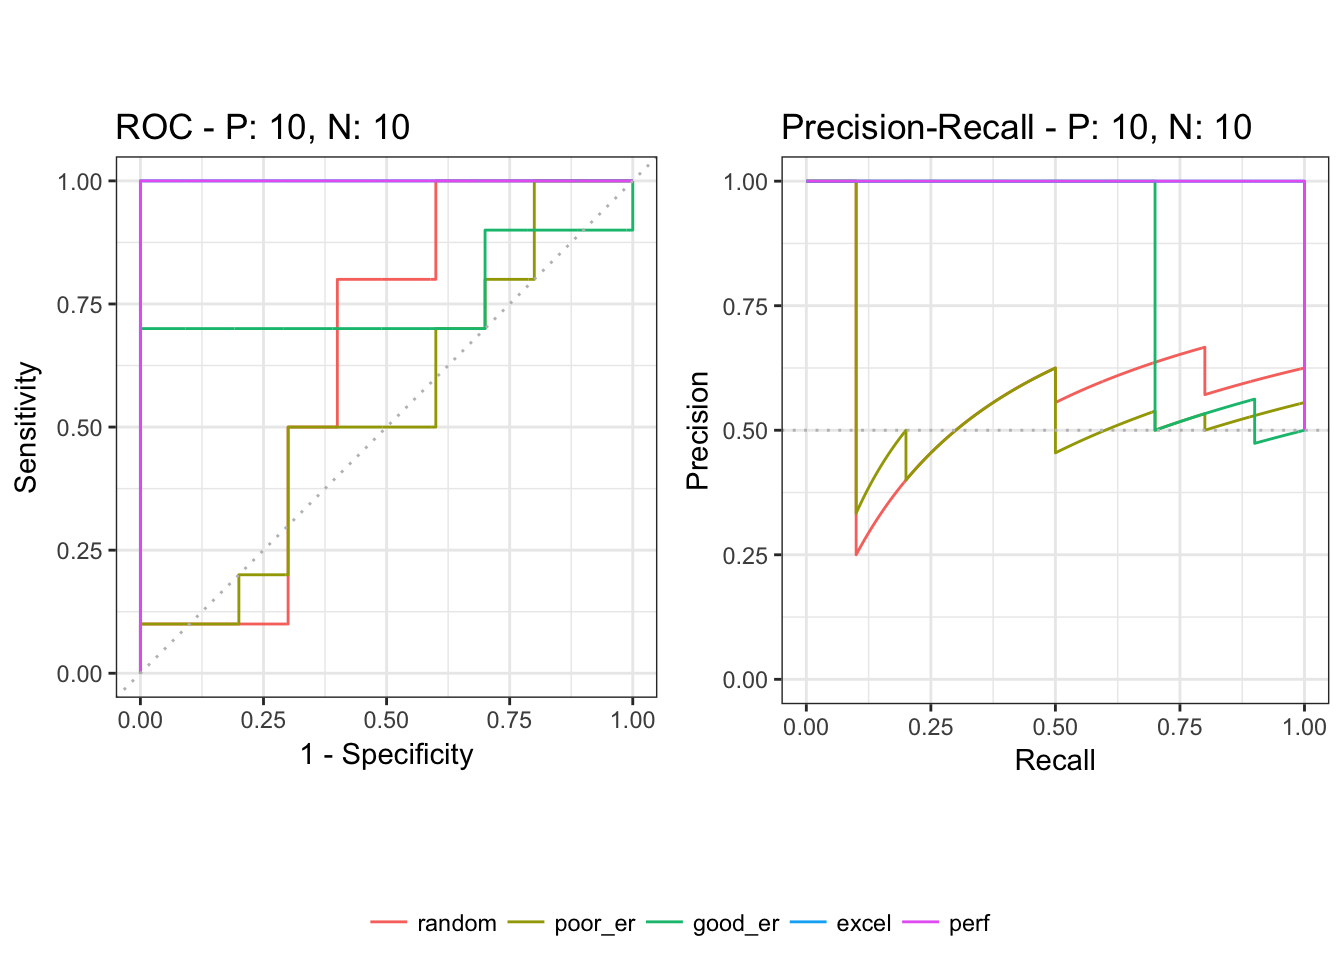 ROC - P: 10, N: 10
1.00
0.75
0.50
0.25
0.00
Sensitivity
0.00 0.25 0.50 0.75 1.00
1 - Specificity
Precision-Recall - P: 10, N: 10
1.00
0.75
0.50
0.25
0.00
Precision
0.00 0.25 0.50 0.75 1.00
Recall
random poor_er good_er excel perf